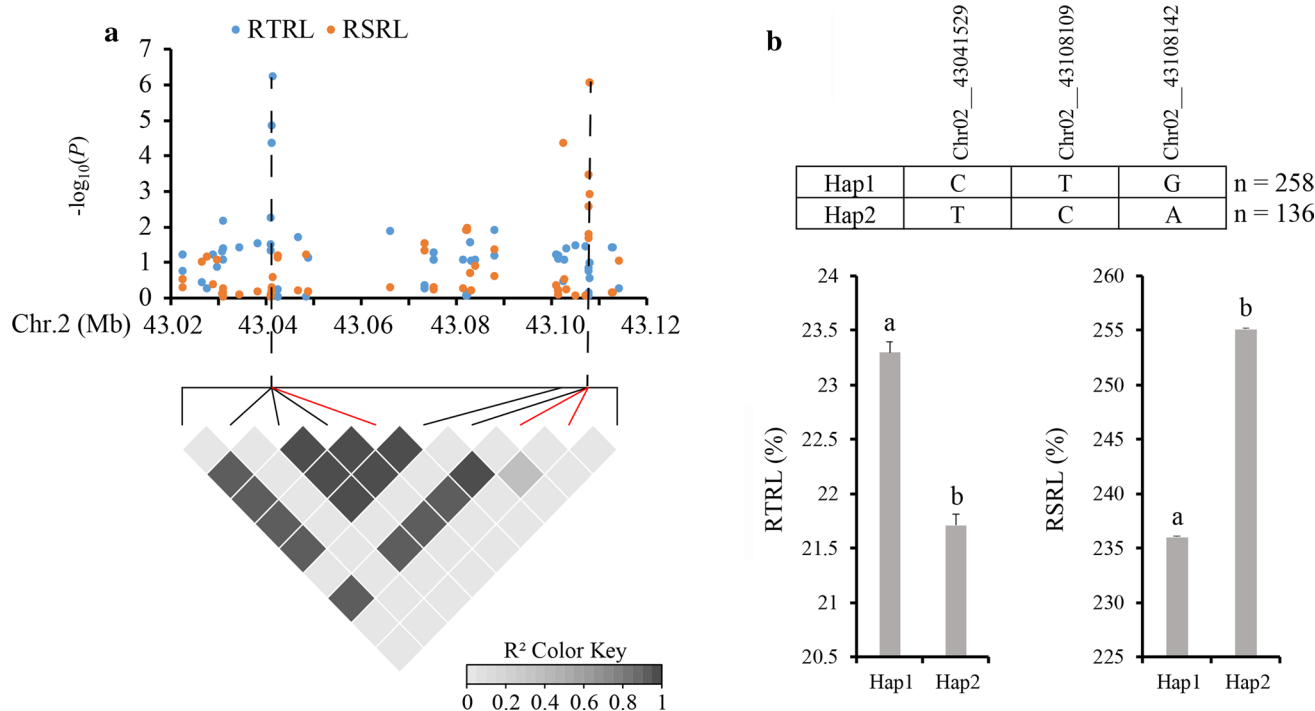 a
RTRL RSRL
7
6
5
4
3
2
1
0
-log₁₀(P)
Chr.2 (Mb) 43.02 43.04 43.06 43.08 43.10 43.12
R² Color Key
0 0.2 0.4 0.6 0.8 1
b
Chr02__43041529 Chr02__43108109 Chr02__43108142
Hap1 C T G n = 258
Hap2 T C A n = 136
24
23.5
23
22.5
22
21.5
21
20.5
RTRL (%)
a
b
Hap1 Hap2
260
255
250
245
240
235
230
225
RSRL (%)
a
b
Hap1 Hap2